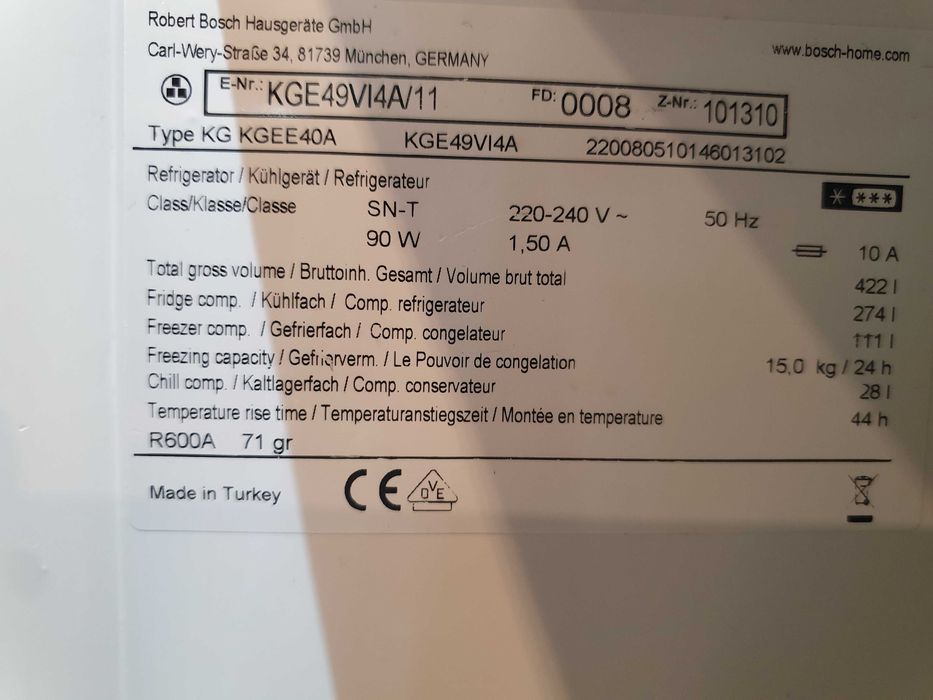 Robert Bosch Hausgeräte GmbH
Carl-Wery-Straße 34, 81739 München, GERMANY
www.bosch-home.com
E-Nr.: KGE49VI4A/11 FD: 0008 Z-Nr.: 101310
Type KG KGEE40A KGE49VI4A 220080510146013102
Refrigerator / Kühlgerät / Refrigerateur
Class/Klasse/Classe SN-T 220-240 V ~ 50 Hz
90 W 1,50 A 10 A
Total gross volume / Bruttoinh. Gesamt / Volume brut total 422 l
Fridge comp. / Kühlfach / Comp. refrigerateur 274 l
Freezer comp. / Gefrierfach / Comp. congelateur 111 l
Freezing capacity / Gefrierverm. / Le Pouvoir de congelation 15,0 kg / 24 h
Chill comp. / Kaltlagerfach / Comp. conservateur 28 l
Temperature rise time / Temperaturanstiegszeit / Montée en temperature 44 h
R600A 71 gr
Made in Turkey CE OVE